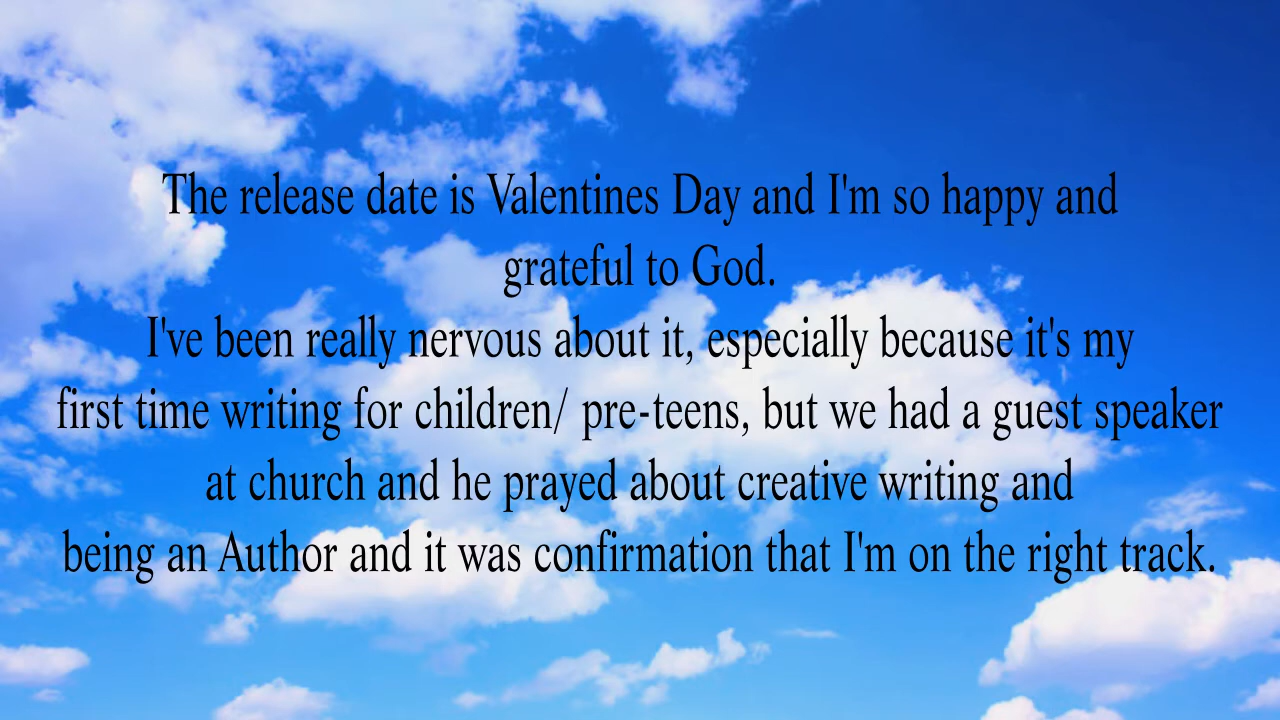 The release date is Valentines Day and I'm so happy and
grateful to God.
I've been really nervous about it, especially because it's my
first time writing for children/ pre-teens, but we had a guest speaker
at church and he prayed about creative writing and
being an Author and it was confirmation that I'm on the right track.